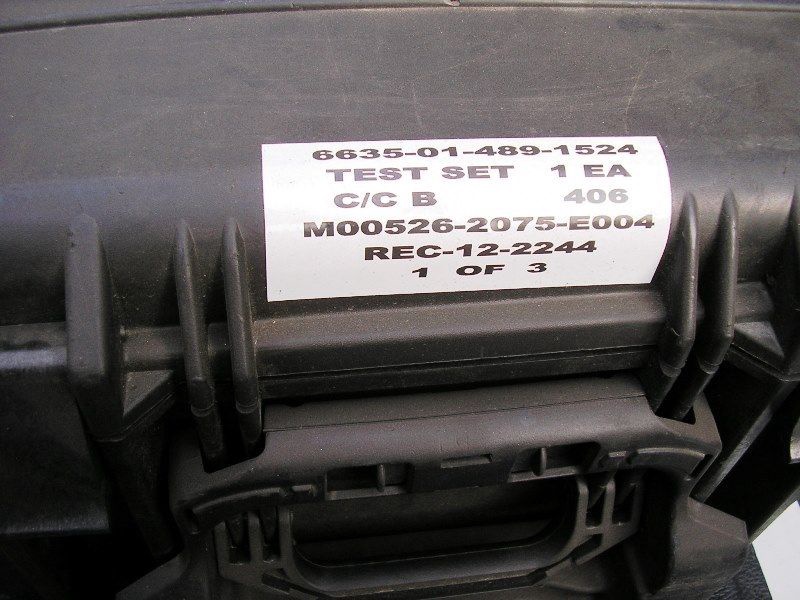 6635-01-489-1524
TEST SET 1 EA
C/C B 406
M00526-2075-E004
REC-12-2244
1 OF 3